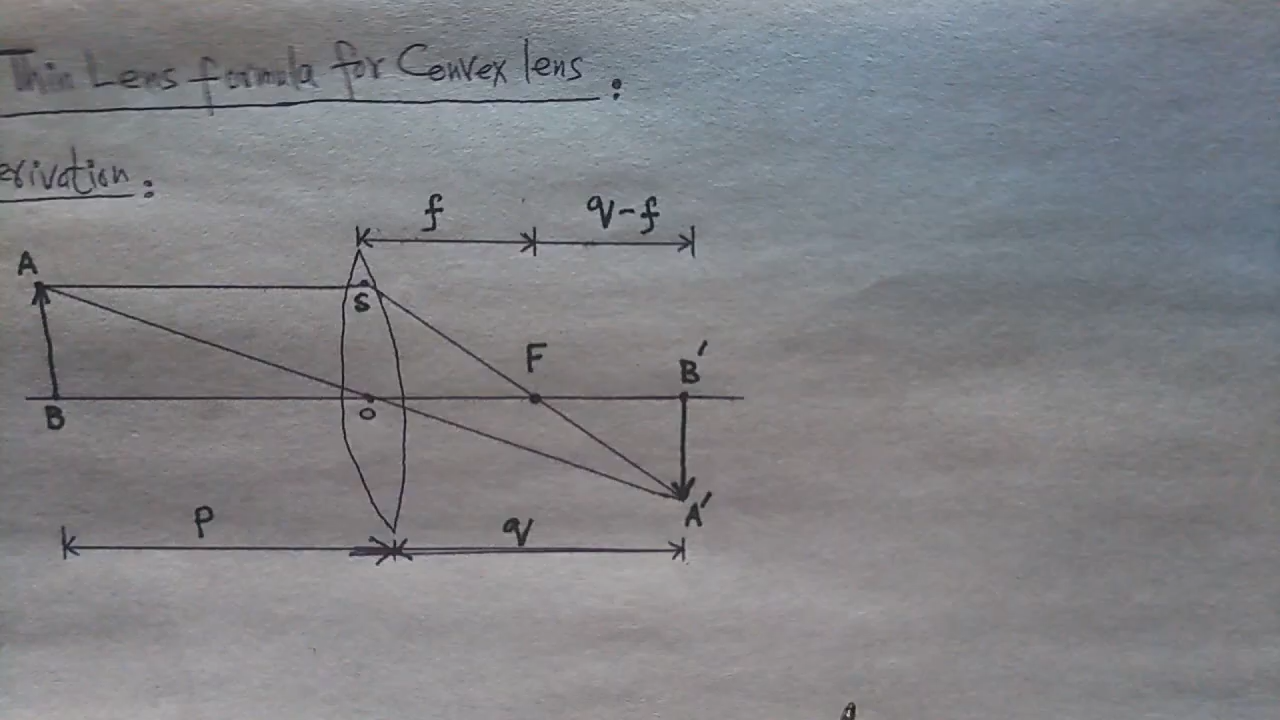 Thin Lens formula for Convex lens :
erivation :
f q-f
A
S
F B'
B O
A'
P q